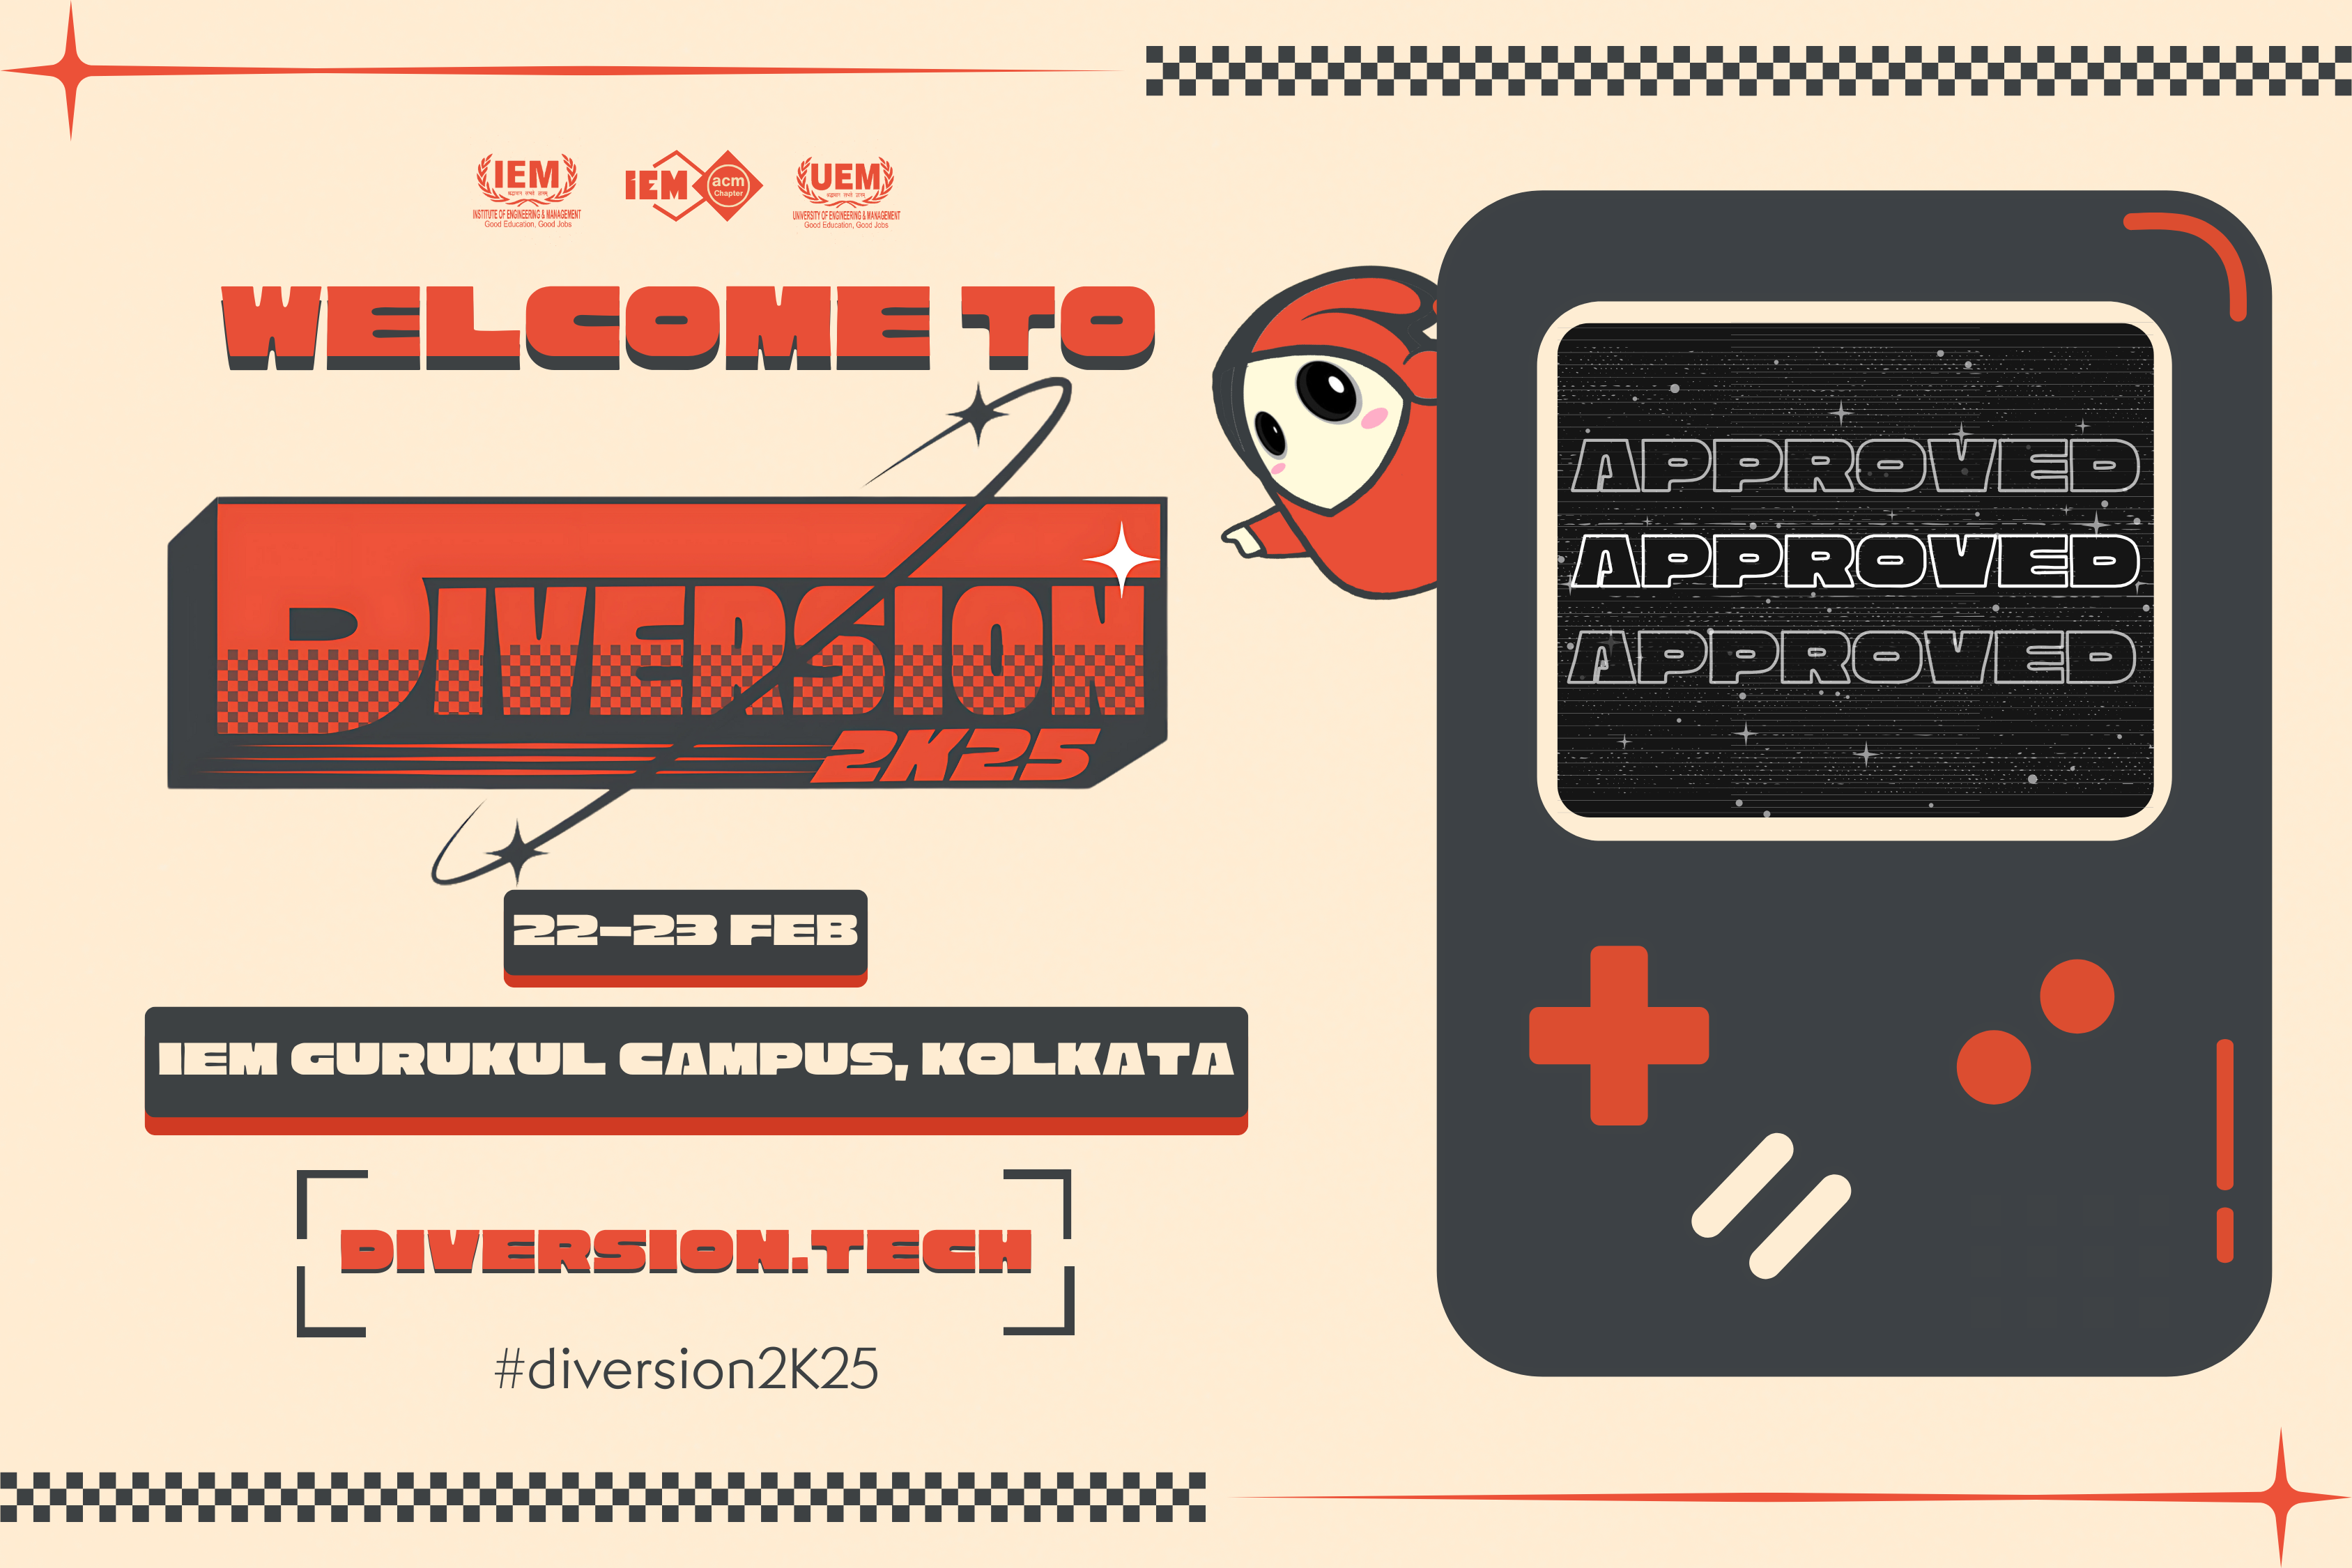 IEM
INSTITUTE OF ENGINEERING & MANAGEMENT
Good Education, Good Jobs
IEM acm
Chapter
UEM
UNIVERSITY OF ENGINEERING & MANAGEMENT
Good Education, Good Jobs
WELCOME TO
DIVERSION
2K25
22-23 FEB
IEM GURUKUL CAMPUS, KOLKATA
DIVERSION.TECH
#diversion2K25
APPROVED
APPROVED
APPROVED